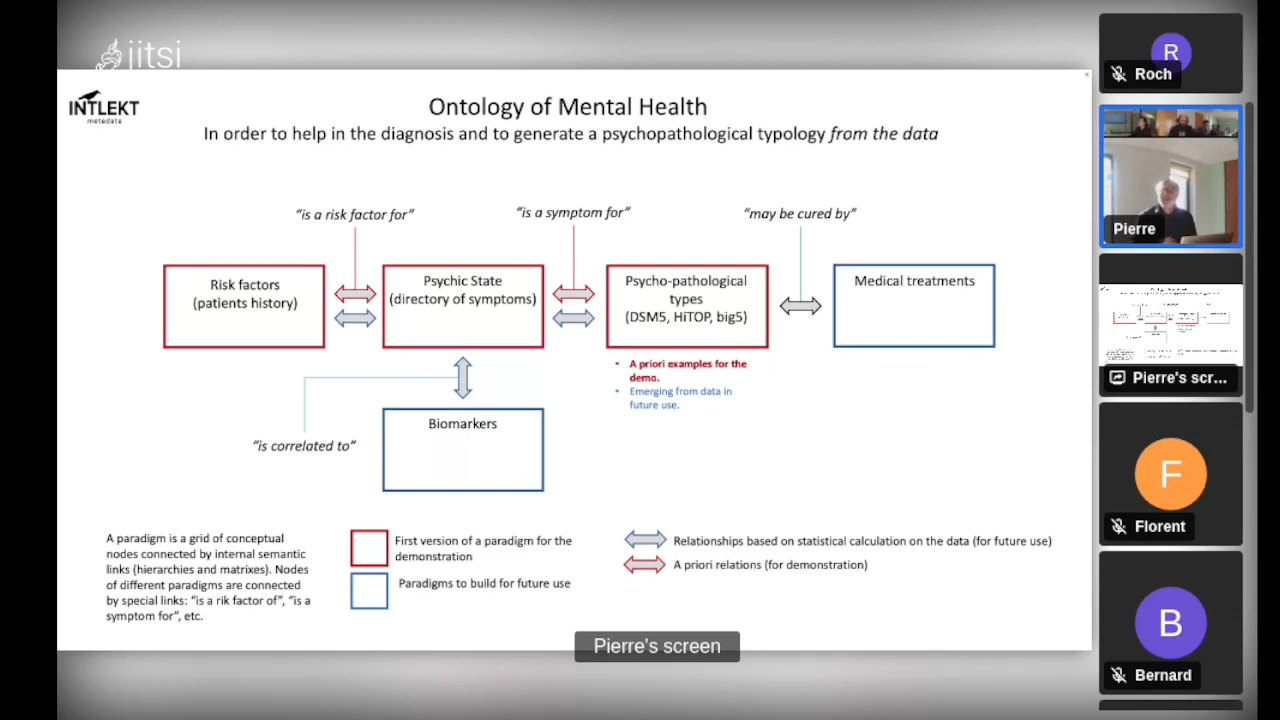 jitsi
INTLEKT
metadata
Ontology of Mental Health
In order to help in the diagnosis and to generate a psychopathological typology from the data
“is a risk factor for”
“is a symptom for”
“may be cured by”
Risk factors
(patients history)
Psychic State
(directory of symptoms)
Psycho-pathological
types
(DSM5, HiTOP, big5)
Medical treatments
• A priori examples for the
demo.
• Emerging from data in
future use.
“is correlated to”
Biomarkers
A paradigm is a grid of conceptual
nodes connected by internal semantic
links (hierarchies and matrixes). Nodes
of different paradigms are connected
by special links: “is a rik factor of”, “is a
symptom for”, etc.
First version of a paradigm for the
demonstration
Paradigms to build for future use
Relationships based on statistical calculation on the data (for future use)
A priori relations (for demonstration)
Pierre's screen
R
Roch
Pierre
Pierre's scr...
F
Florent
B
Bernard